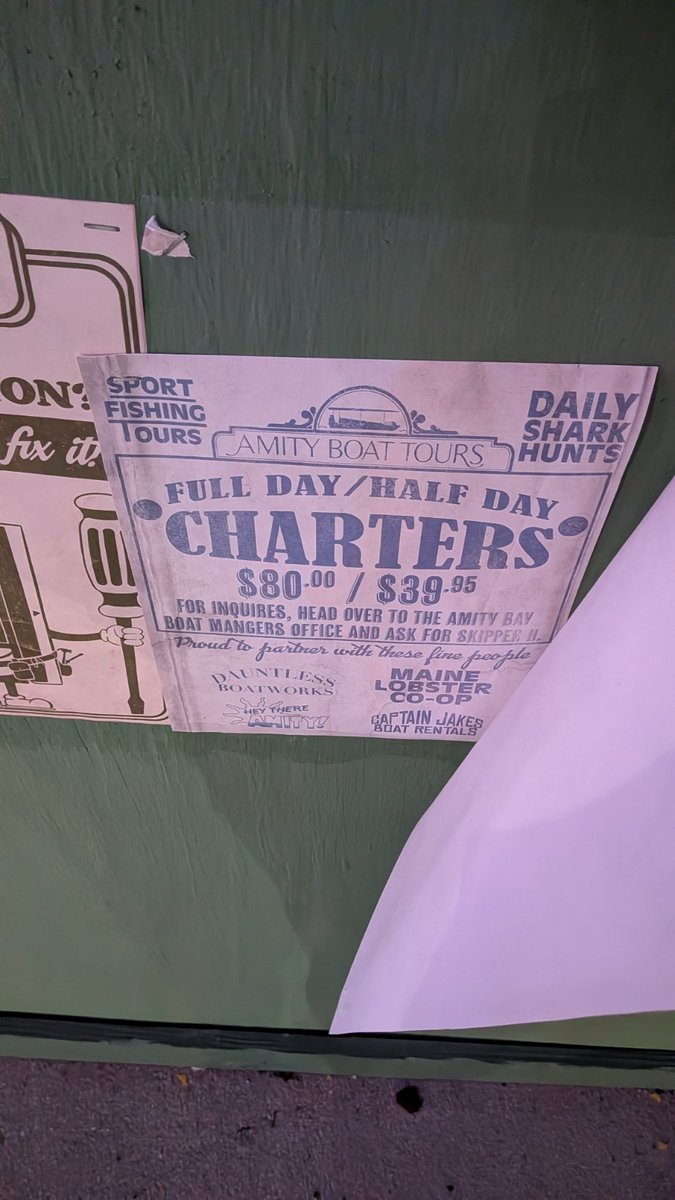 ON?
fix it!
SPORT
FISHING
TOURS
AMITY BOAT TOURS
DAILY
SHARK
HUNTS
FULL DAY/HALF DAY
CHARTERS
$80.00 / $39.95
FOR INQUIRES, HEAD OVER TO THE AMITY BAY
BOAT MANGERS OFFICE AND ASK FOR SKIPPER H.
Proud to partner with these fine people
DAUNTLESS
BOATWORKS
HEY THERE
AMITY!
MAINE
LOBSTER
CO-OP
CAPTAIN JAKES
BOAT RENTALS